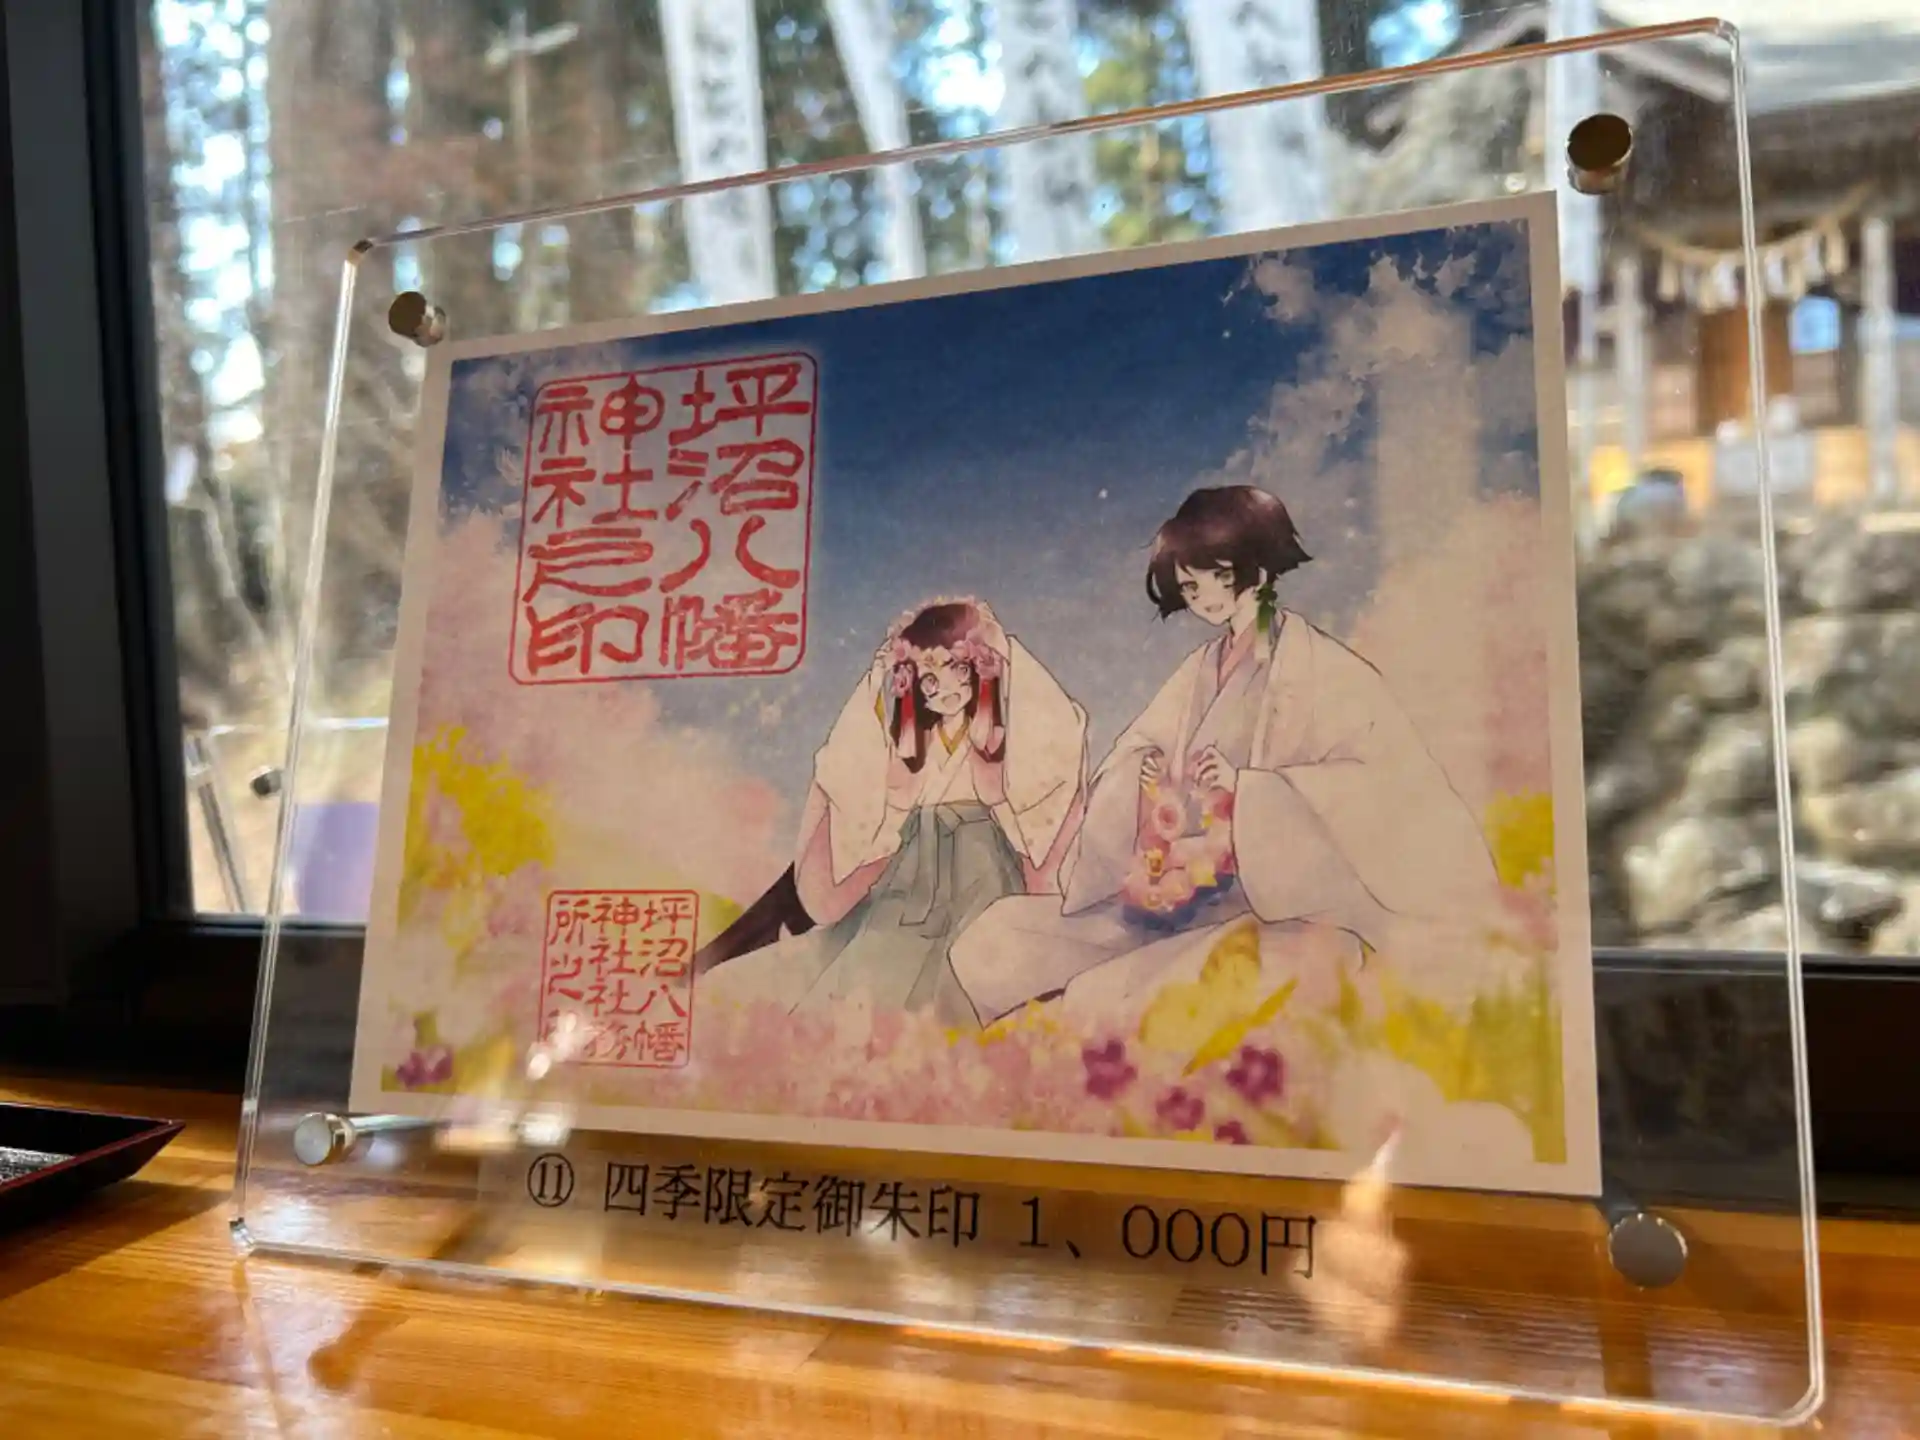 坪沼八幡
神社之印
坪沼八幡
神社社務
所之印
⑪ 四季限定御朱印 1、000円